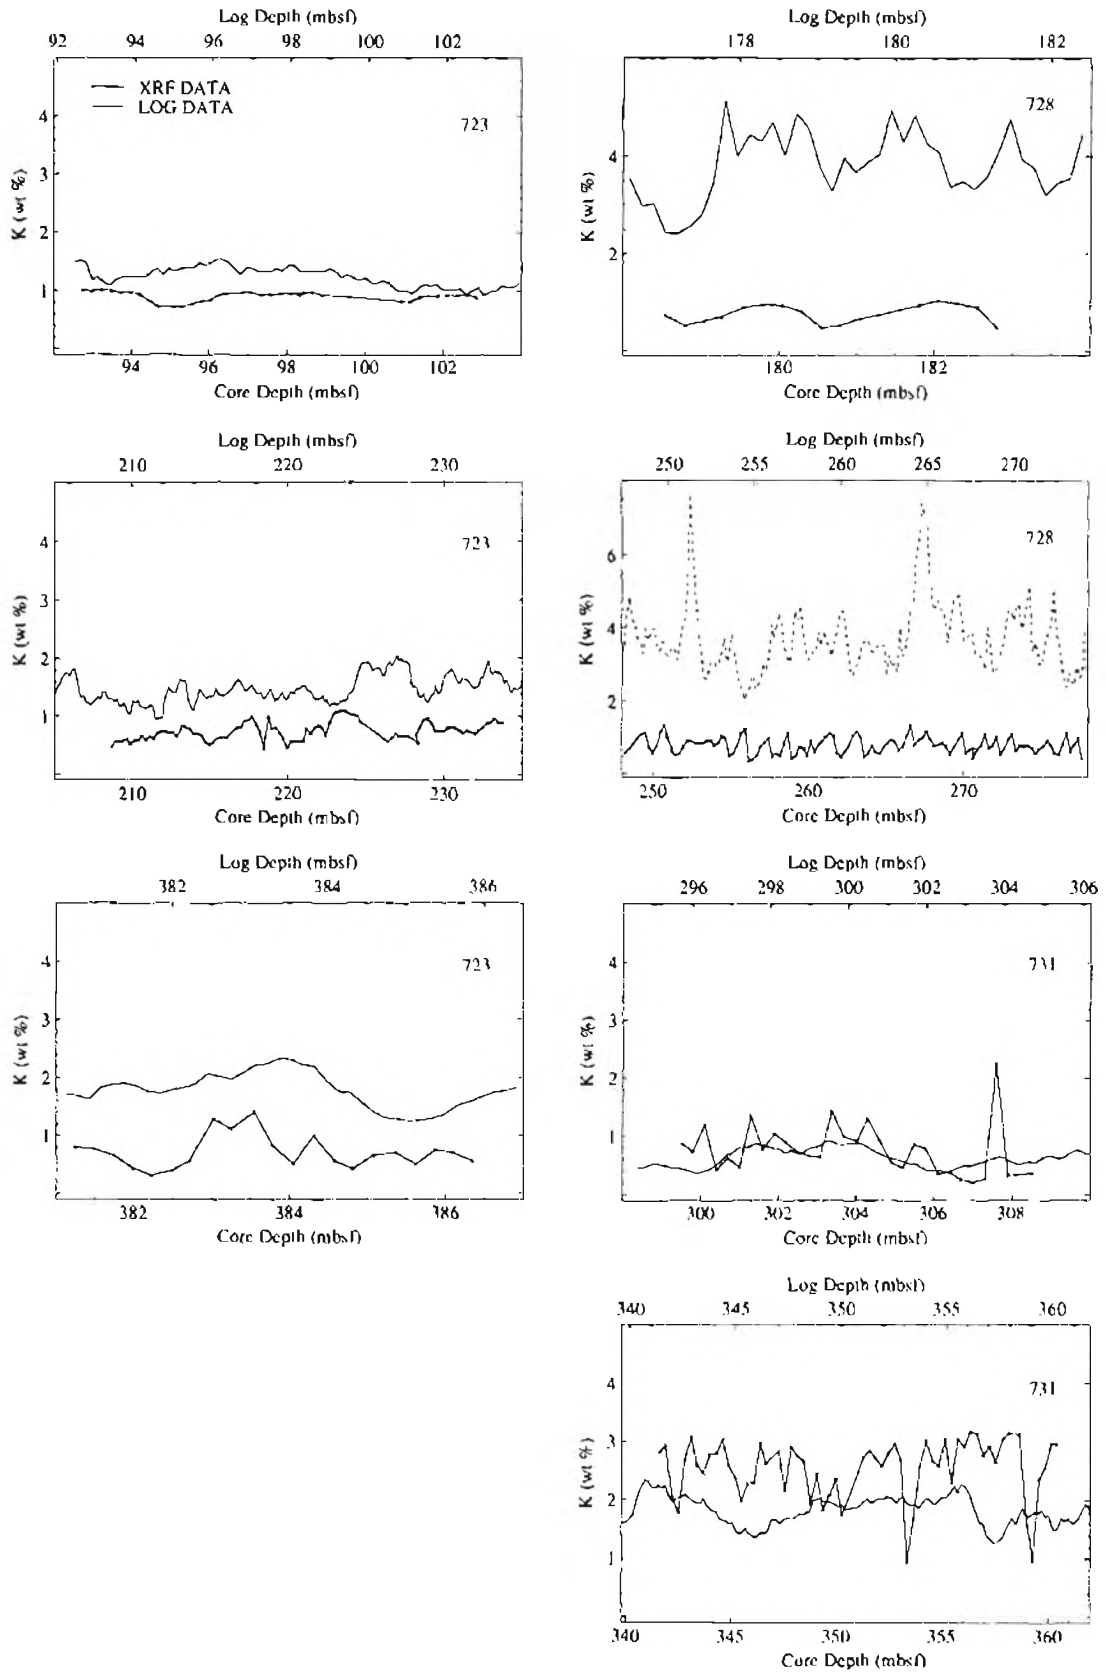 Log Depth (mbsf)
92 94 96 98 100 102
XRF DATA
LOG DATA
723
4
3
2
1
K (wt %)
94 96 98 100 102
Core Depth (mbsf)
Log Depth (mbsf)
178 180 182
728
4
2
K (wt %)
180 182
Core Depth (mbsf)
Log Depth (mbsf)
210 220 230
723
4
3
2
1
K (wt %)
210 220 230
Core Depth (mbsf)
Log Depth (mbsf)
250 255 260 265 270
728
6
4
2
K (wt %)
250 260 270
Core Depth (mbsf)
Log Depth (mbsf)
382 384 386
723
4
3
2
1
K (wt %)
382 384 386
Core Depth (mbsf)
Log Depth (mbsf)
296 298 300 302 304 306
731
4
3
2
1
K (wt %)
300 302 304 306 308
Core Depth (mbsf)
Log Depth (mbsf)
340 345 350 355 360
731
4
3
2
1
K (wt %)
340 345 350 355 360
Core Depth (mbsf)